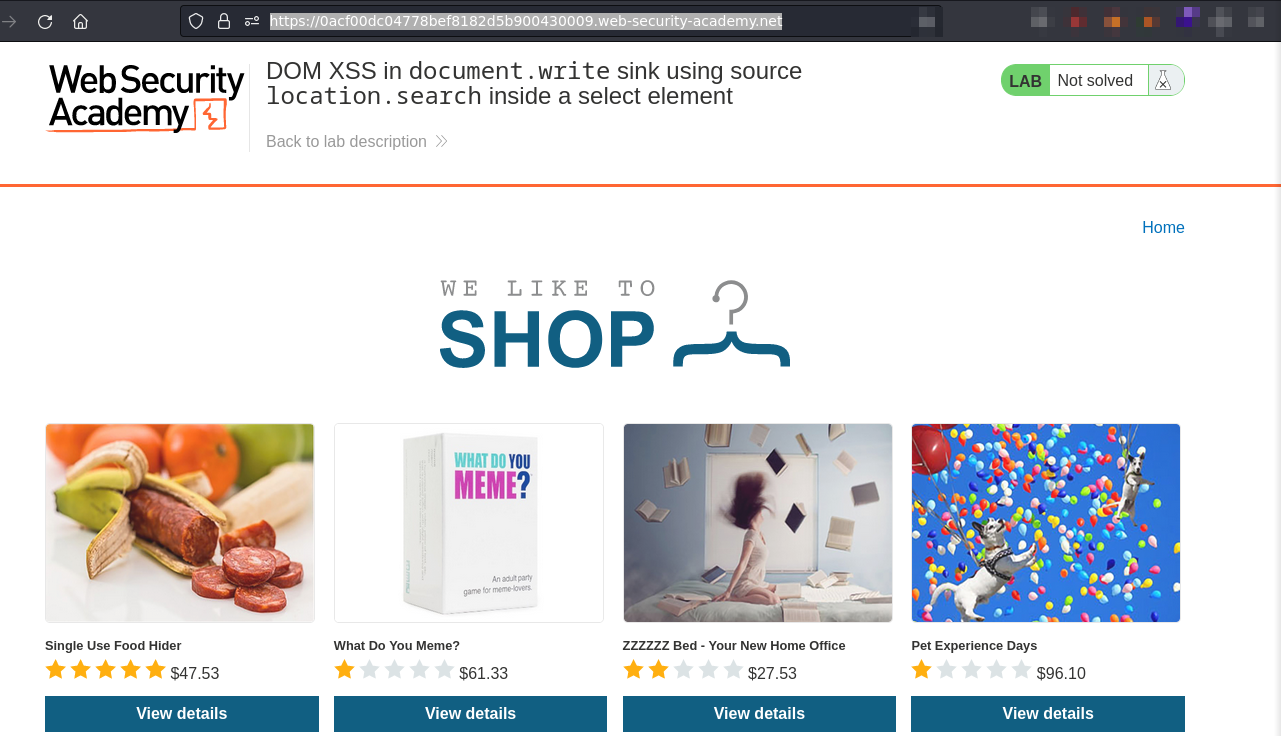 https://0acf00dc04778bef8182d5b900430009.web-security-academy.net
Web Security
Academy
DOM XSS in document.write sink using source
location.search inside a select element
LAB Not solved
Back to lab description
Home
WE LIKE TO
SHOP
WHAT DO YOU
MEME?
An adult party
game for meme-lovers.
Single Use Food Hider
What Do You Meme?
ZZZZZZ Bed - Your New Home Office
Pet Experience Days
$47.53
$61.33
$27.53
$96.10
View details
View details
View details
View details